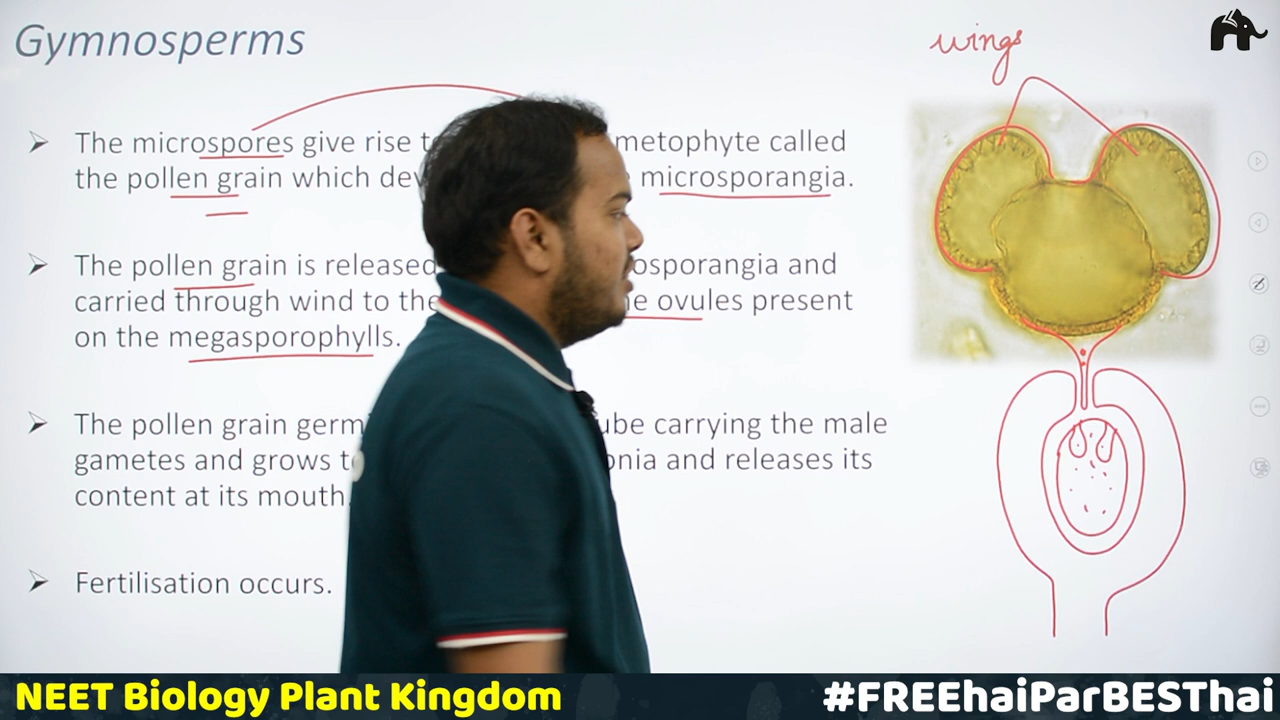 Gymnosperms
wings
The microspores give rise t metophyte called
the pollen grain which dev microsporangia.
The pollen grain is released osporangia and
carried through wind to the e ovules present
on the megasporophylls.
The pollen grain germ ube carrying the male
gametes and grows t onia and releases its
content at its mouth.
Fertilisation occurs.
NEET Biology Plant Kingdom
#FREEhaiParBESThai